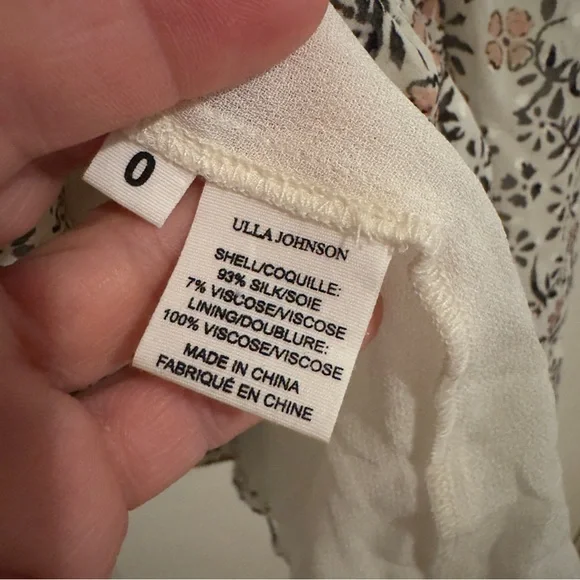 0
ULLA JOHNSON
SHELL/COQUILLE:
93% SILK/SOIE
7% VISCOSE/VISCOSE
LINING/DOUBLURE:
100% VISCOSE/VISCOSE
MADE IN CHINA
FABRIQUÉ EN CHINE